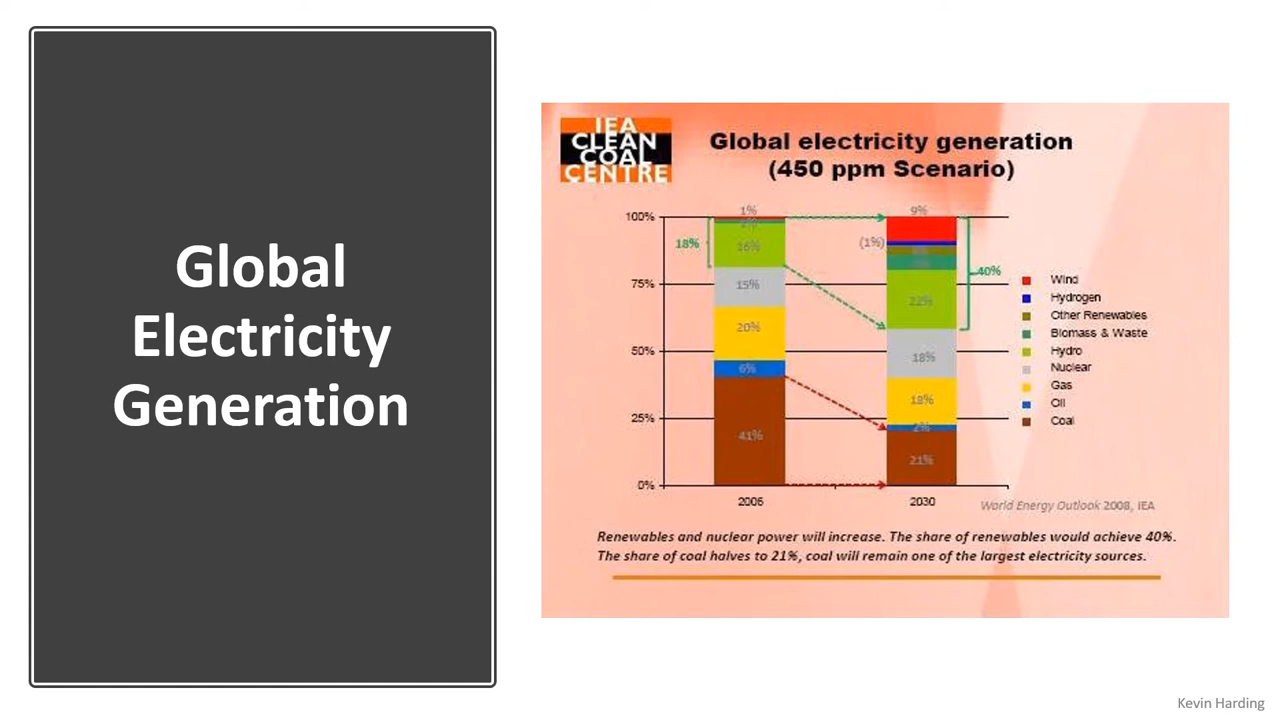 Global
Electricity
Generation
IEA
CLEAN
COAL
CENTRE
Global electricity generation
(450 ppm Scenario)
100%
75%
50%
25%
0%
18%
1%
2%
16%
15%
20%
6%
41%
2006
9%
(1%)
22%
18%
18%
2%
21%
2030
40%
Wind
Hydrogen
Other Renewables
Biomass & Waste
Hydro
Nuclear
Gas
Oil
Coal
World Energy Outlook 2008, IEA
Renewables and nuclear power will increase. The share of renewables would achieve 40%.
The share of coal halves to 21%, coal will remain one of the largest electricity sources.
Kevin Harding